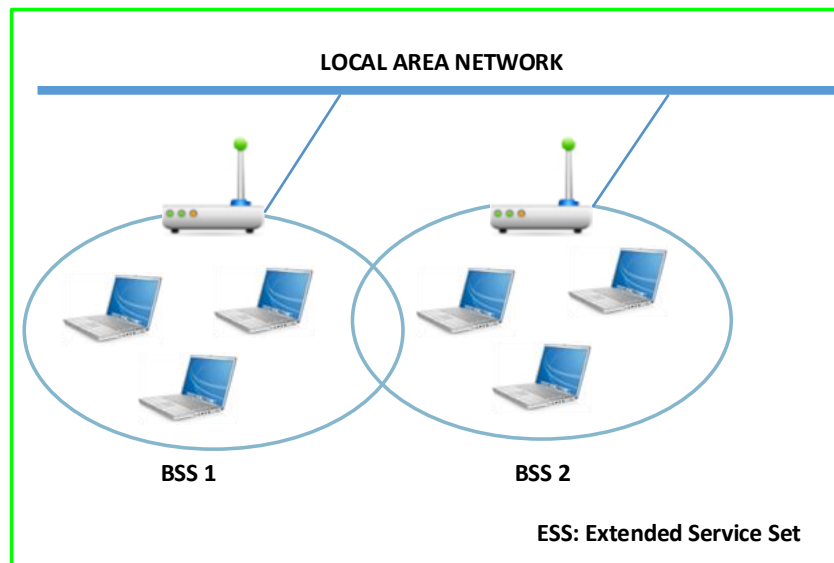 LOCAL AREA NETWORK
BSS 1
BSS 2
ESS: Extended Service Set